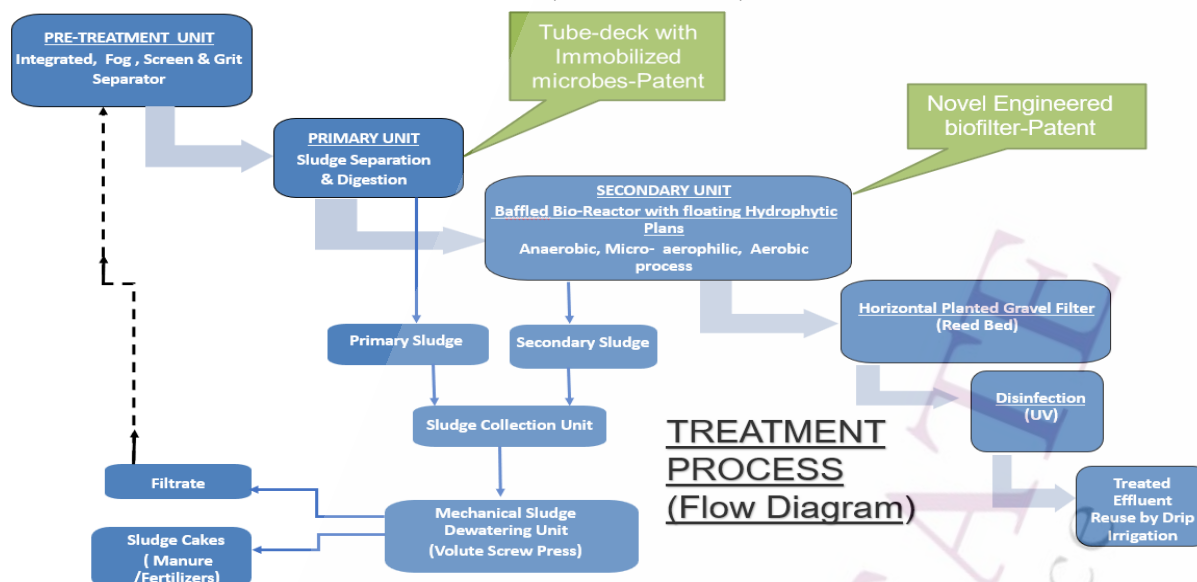 PRE-TREATMENT UNIT
Integrated, Fog , Screen & Grit
Separator
Tube-deck with
Immobilized
microbes-Patent
Novel Engineered
biofilter-Patent
PRIMARY UNIT
Sludge Separation
& Digestion
SECONDARY UNIT
Baffled Bio-Reactor with floating Hydrophytic
Plans
Anaerobic, Micro- aerophilic, Aerobic
process
Horizontal Planted Gravel Filter
(Reed Bed)
Primary Sludge
Secondary Sludge
Disinfection
(UV)
Sludge Collection Unit
TREATMENT
PROCESS
(Flow Diagram)
Treated
Effluent
Reuse by Drip
Irrigation
Filtrate
Mechanical Sludge
Dewatering Unit
(Volute Screw Press)
Sludge Cakes
( Manure
/Fertilizers)